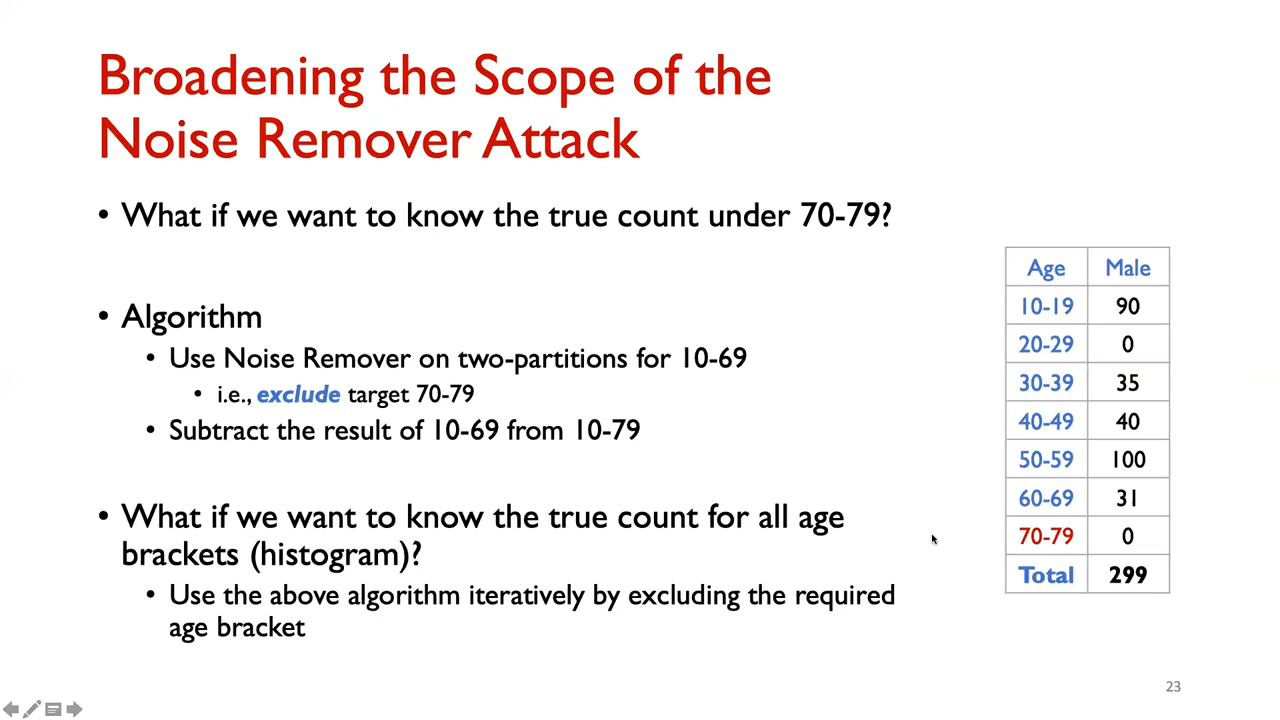 Broadening the Scope of the
Noise Remover Attack
• What if we want to know the true count under 70-79?
• Algorithm
• Use Noise Remover on two-partitions for 10-69
• i.e., exclude target 70-79
• Subtract the result of 10-69 from 10-79
• What if we want to know the true count for all age
brackets (histogram)?
• Use the above algorithm iteratively by excluding the required
age bracket
Age Male
10-19 90
20-29 0
30-39 35
40-49 40
50-59 100
60-69 31
70-79 0
Total 299
23